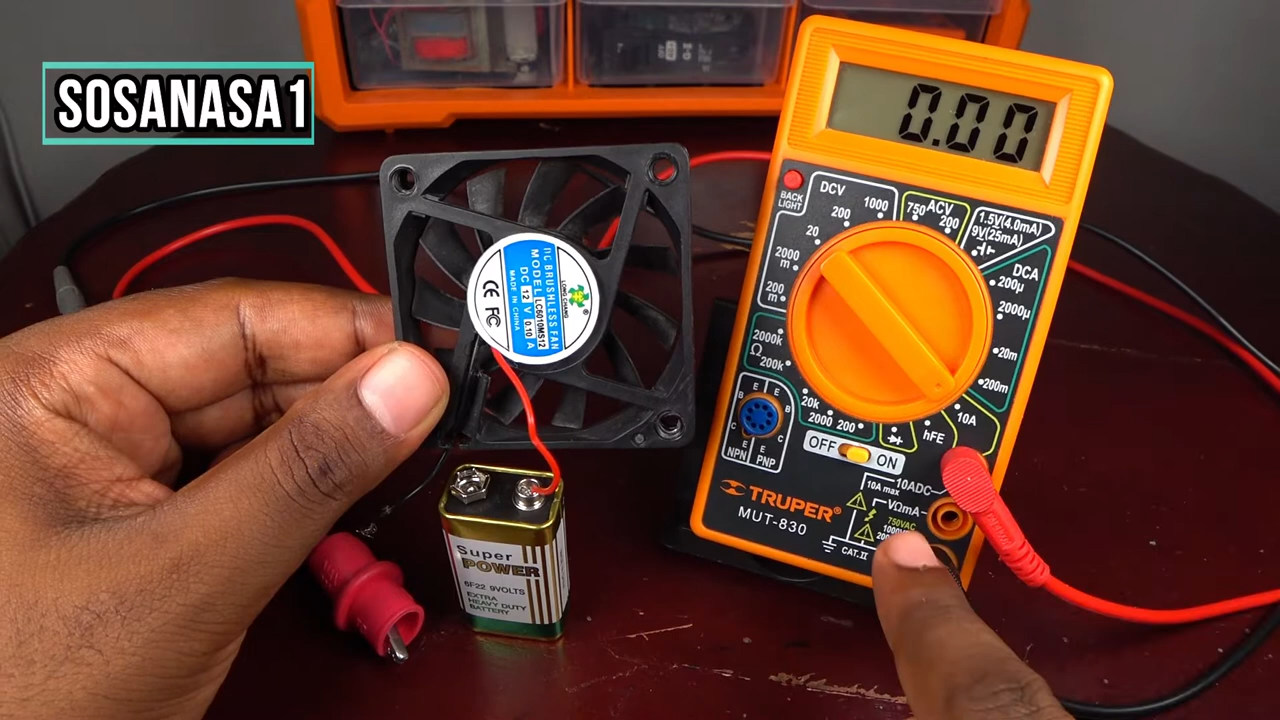 SOSANASA1
0.00
BACK LIGHT
DCV
200
1000
20
2000 m
200 m
ACV
750
200
1.5V(4.0mA)
9V(25mA)
DCA
200µ
2000µ
20m
200m
10A
hFE
2000k
Ω
200k
20k
2000
200
E
B
C
E
NPN
E
B
C
E
PNP
OFF
ON
TRUPER
MUT-830
10A max
10ADC
VΩmA
750VAC
CAT.II
DC BRUSHLESS FAN
MODEL LC6010MS12
DC 12 V 0.10 A
MADE IN CHINA
CE FC
LONG CHANG
®
Super
POWER
6F22 9VOLTS
EXTRA
HEAVY DUTY
BATTERY